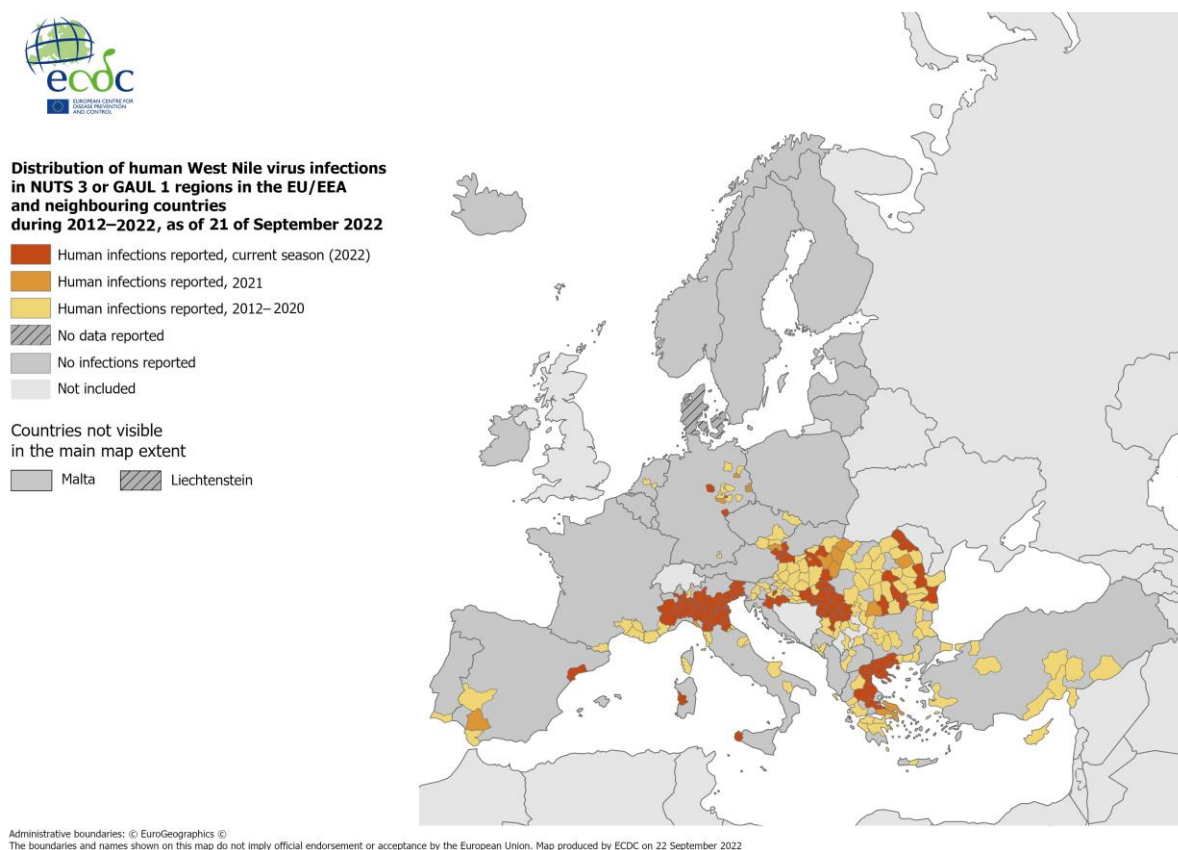 ecdc
EUROPEAN CENTRE FOR
DISEASE PREVENTION
AND CONTROL
Distribution of human West Nile virus infections
in NUTS 3 or GAUL 1 regions in the EU/EEA
and neighbouring countries
during 2012–2022, as of 21 of September 2022
Human infections reported, current season (2022)
Human infections reported, 2021
Human infections reported, 2012–2020
No data reported
No infections reported
Not included
Countries not visible
in the main map extent
Malta
Liechtenstein
Administrative boundaries: © EuroGeographics ©
The boundaries and names shown on this map do not imply official endorsement or acceptance by the European Union. Map produced by ECDC on 22 September 2022